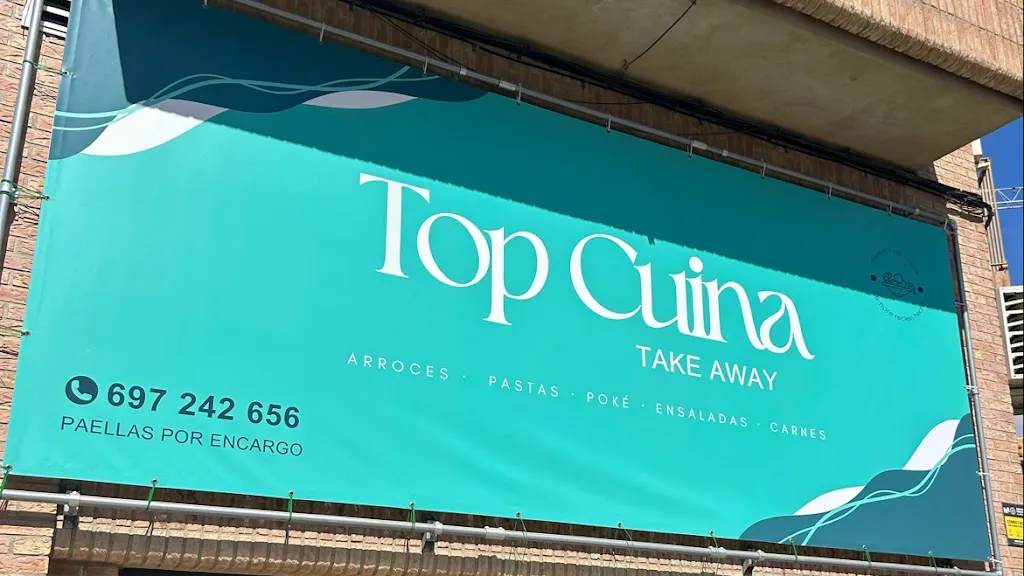 Top Cuina
TAKE AWAY
ARROCES · PASTAS · POKÉ · ENSALADAS · CARNES
697 242 656
PAELLAS POR ENCARGO